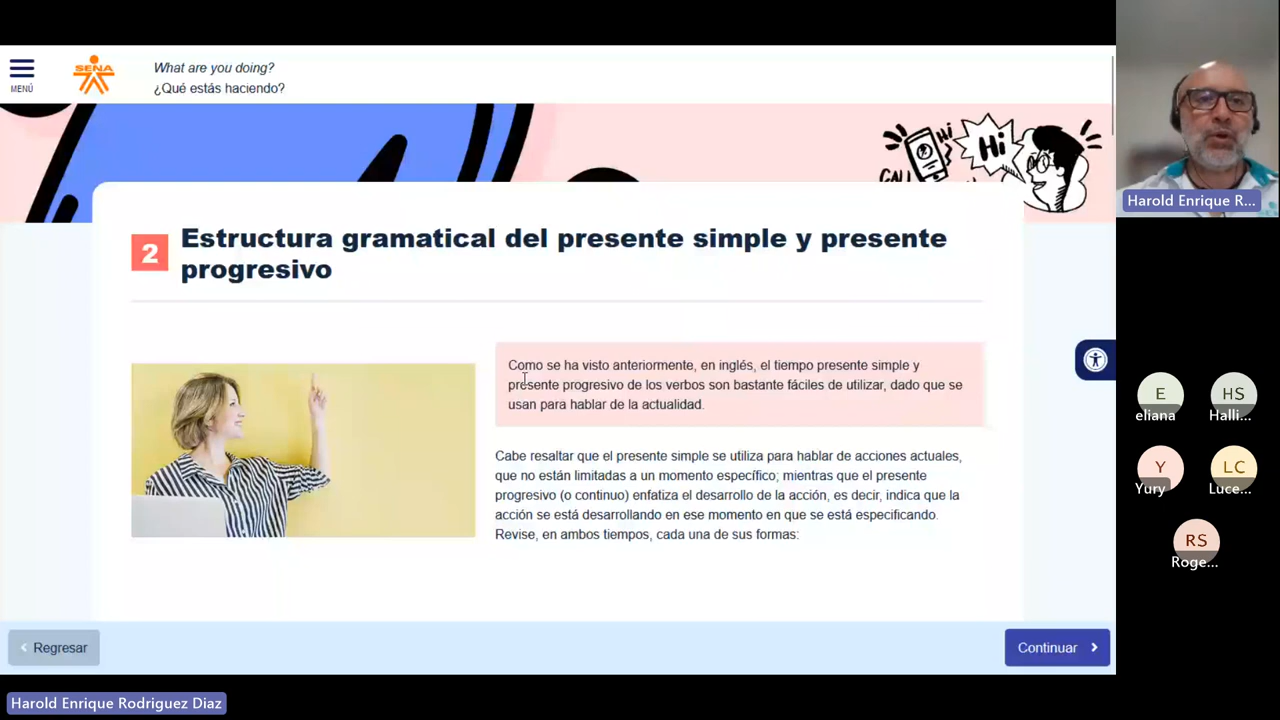 What are you doing?
¿Qué estás haciendo?
MENÚ
SENA
HI
Hi
CALL
2
Estructura gramatical del presente simple y presente
progresivo
Como se ha visto anteriormente, en inglés, el tiempo presente simple y
presente progresivo de los verbos son bastante fáciles de utilizar, dado que se
usan para hablar de la actualidad.
Cabe resaltar que el presente simple se utiliza para hablar de acciones actuales,
que no están limitadas a un momento específico; mientras que el presente
progresivo (o continuo) enfatiza el desarrollo de la acción, es decir, indica que la
acción se está desarrollando en ese momento en que se está especificando.
Revise, en ambos tiempos, cada una de sus formas:
Regresar
Continuar
Harold Enrique Rodriguez Diaz
Harold Enrique R...
E
eliana
HS
Halli...
Y
Yury
LC
Luce...
RS
Roge...